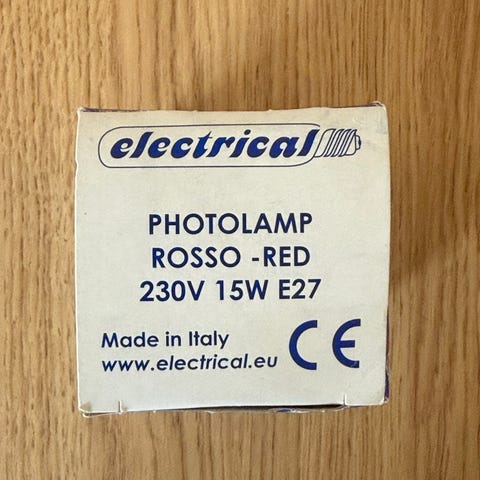 electrical
PHOTOLAMP
ROSSO -RED
230V 15W E27
Made in Italy
www.electrical.eu
CE